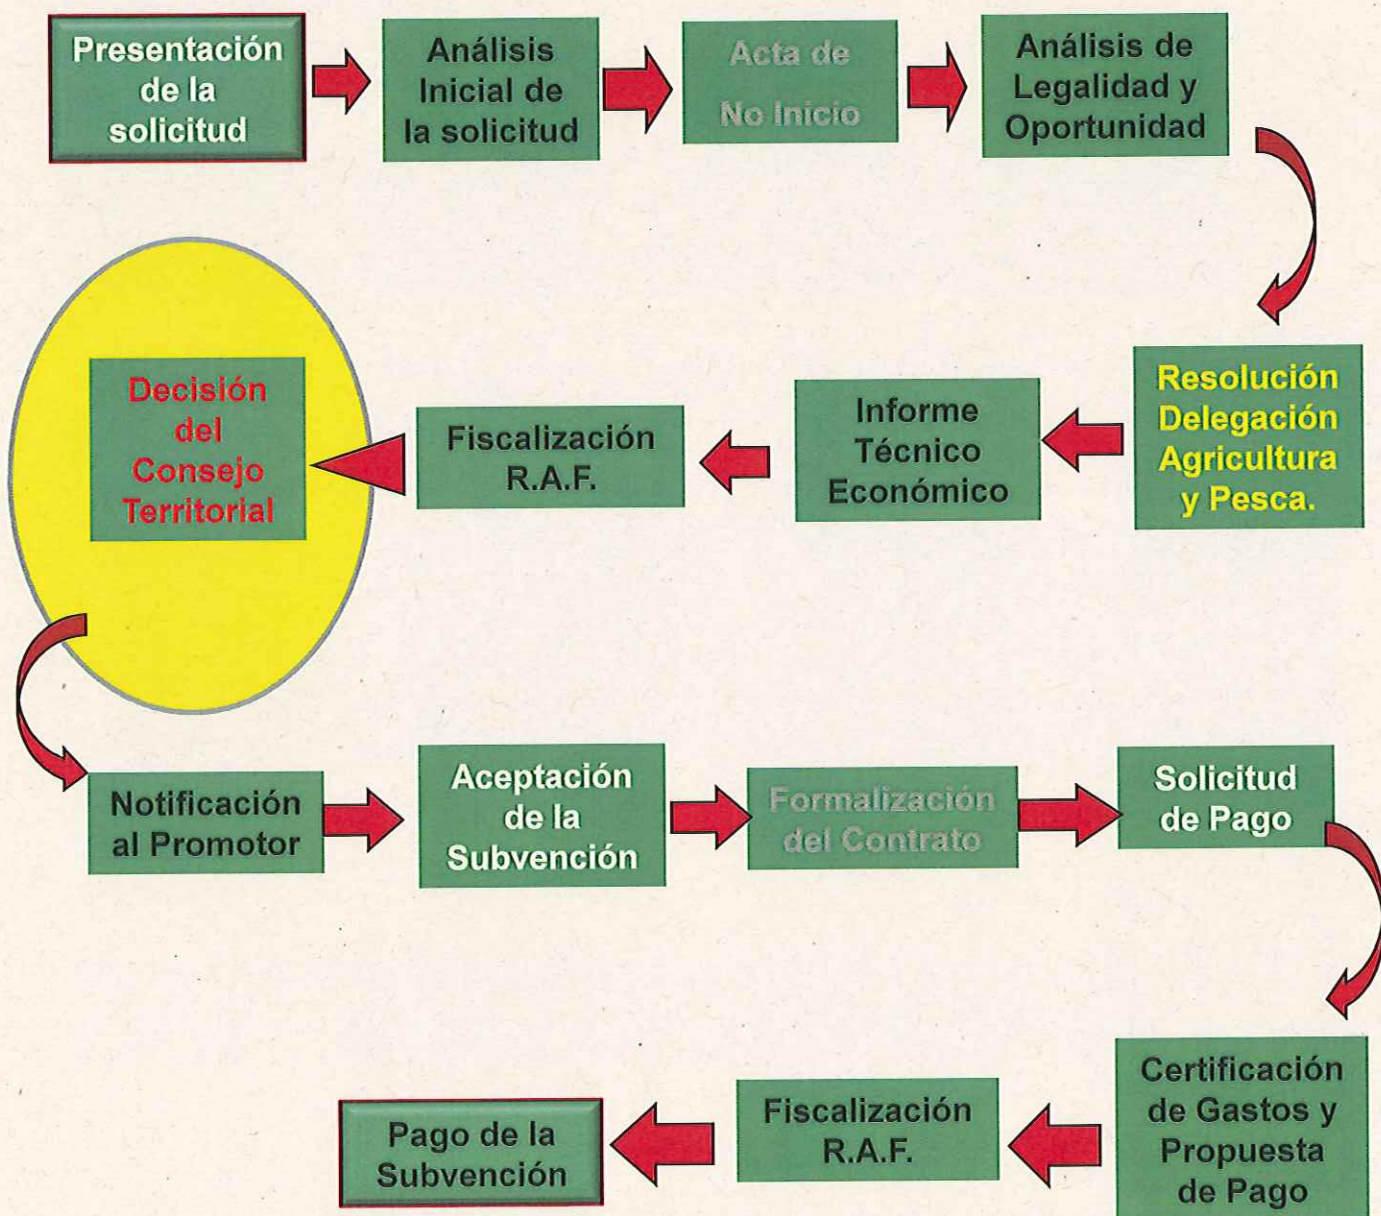 Presentación
de la
solicitud
Análisis
Inicial de
la solicitud
Acta de
No Inicio
Análisis de
Legalidad y
Oportunidad
Resolución
Delegación
Agricultura
y Pesca.
Informe
Técnico
Económico
Fiscalización
R.A.F.
Decisión
del
Consejo
Territorial
Notificación
al Promotor
Aceptación
de la
Subvención
Formalización
del Contrato
Solicitud
de Pago
Certificación
de Gastos y
Propuesta
de Pago
Fiscalización
R.A.F.
Pago de la
Subvención